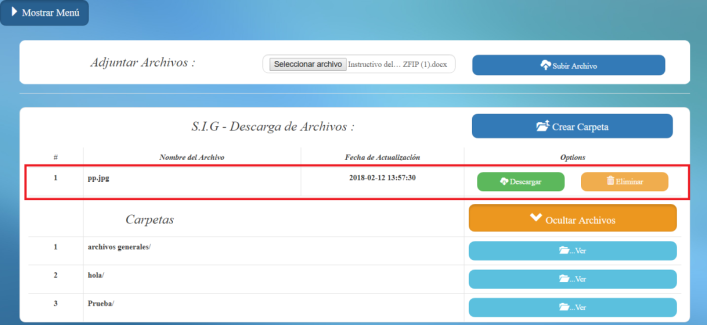 Mostrar Menú
Adjuntar Archivos :
Seleccionar archivo Instructivo del... ZFIP (1).docx
Subir Archivo
S.I.G - Descarga de Archivos :
Crear Carpeta
# Nombre del Archivo Fecha de Actualización Options
1 pp.jpg 2018-02-12 13:57:30 Descargar Eliminar
Carpetas
Ocultar Archivos
1 archivos generales/ ...Ver
2 hola/ ...Ver
3 Prueba/ ...Ver